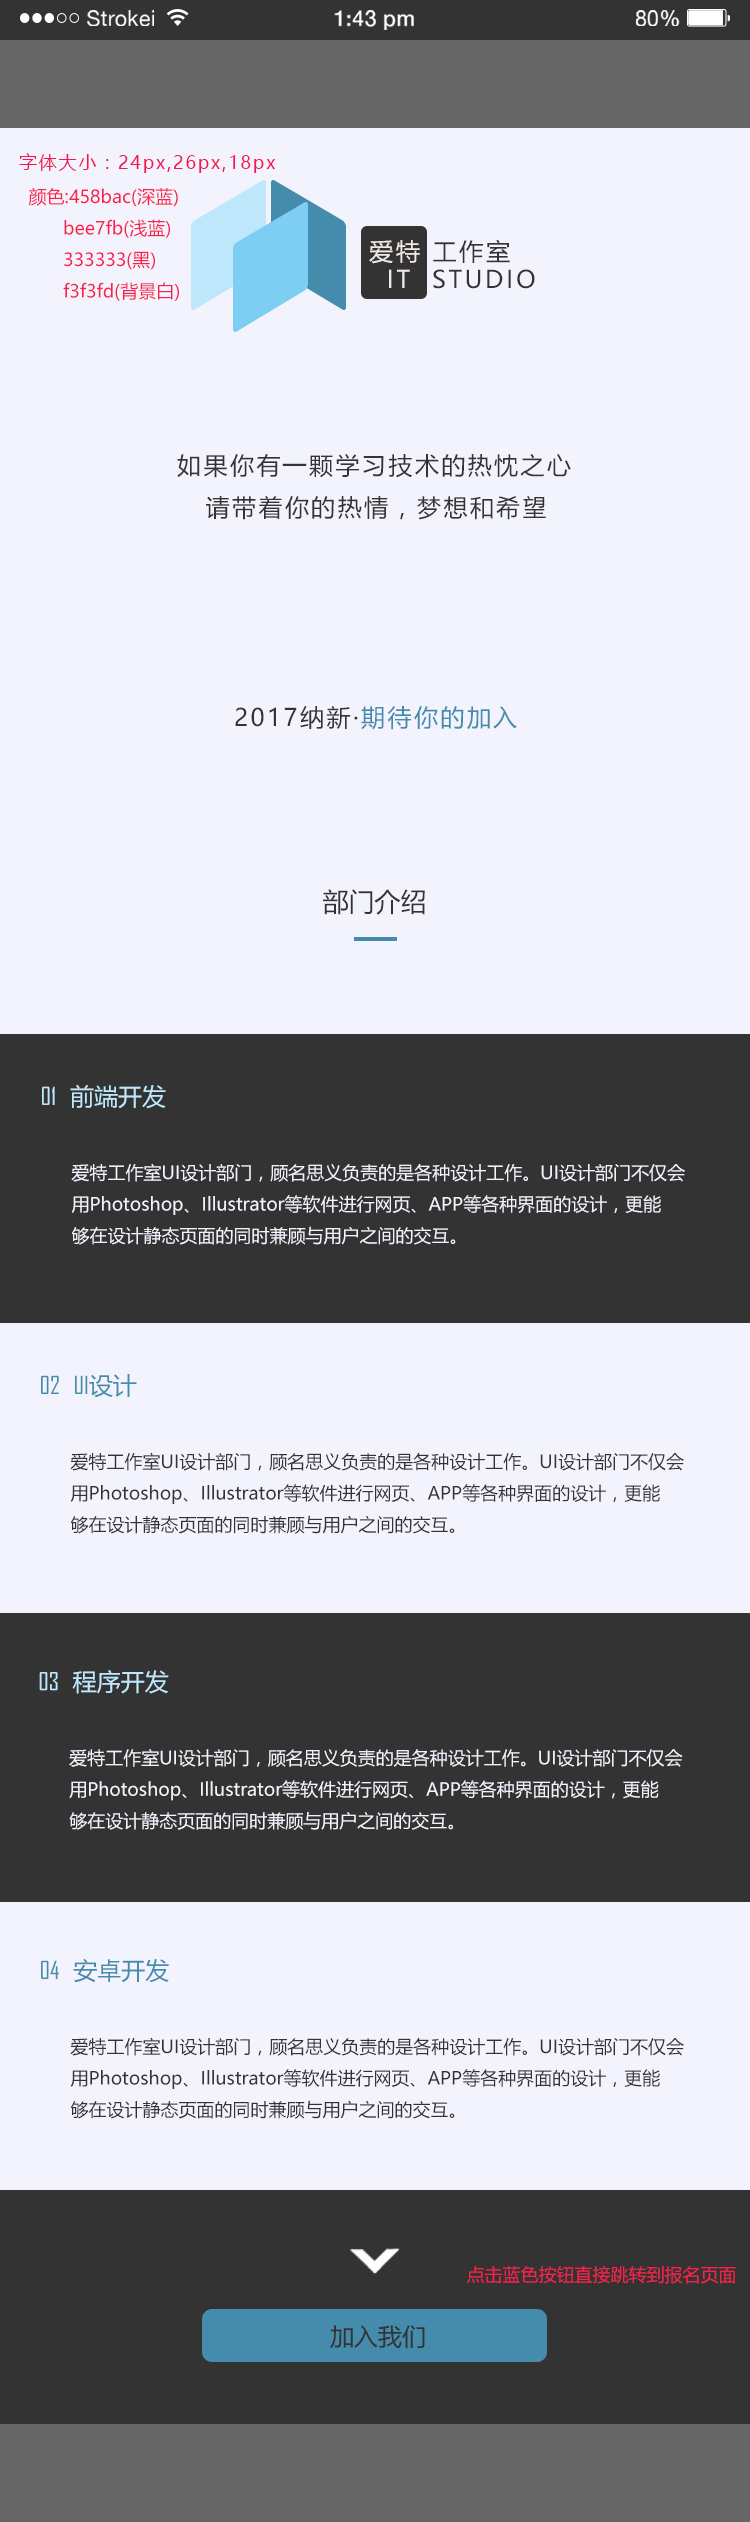 Strokei
1:43 pm
80%
字体大小：24px,26px,18px
颜色:458bac(深蓝)
bee7fb(浅蓝)
333333(黑)
f3f3fd(背景白)
爱特 工作室
IT STUDIO
如果你有一颗学习技术的热忱之心
请带着你的热情，梦想和希望
2017纳新·期待你的加入
部门介绍
01 前端开发
爱特工作室UI设计部门，顾名思义负责的是各种设计工作。UI设计部门不仅会
用Photoshop、Illustrator等软件进行网页、APP等各种界面的设计，更能
够在设计静态页面的同时兼顾与用户之间的交互。
02 UI设计
爱特工作室UI设计部门，顾名思义负责的是各种设计工作。UI设计部门不仅会
用Photoshop、Illustrator等软件进行网页、APP等各种界面的设计，更能
够在设计静态页面的同时兼顾与用户之间的交互。
03 程序开发
爱特工作室UI设计部门，顾名思义负责的是各种设计工作。UI设计部门不仅会
用Photoshop、Illustrator等软件进行网页、APP等各种界面的设计，更能
够在设计静态页面的同时兼顾与用户之间的交互。
04 安卓开发
爱特工作室UI设计部门，顾名思义负责的是各种设计工作。UI设计部门不仅会
用Photoshop、Illustrator等软件进行网页、APP等各种界面的设计，更能
够在设计静态页面的同时兼顾与用户之间的交互。
点击蓝色按钮直接跳转到报名页面
加入我们